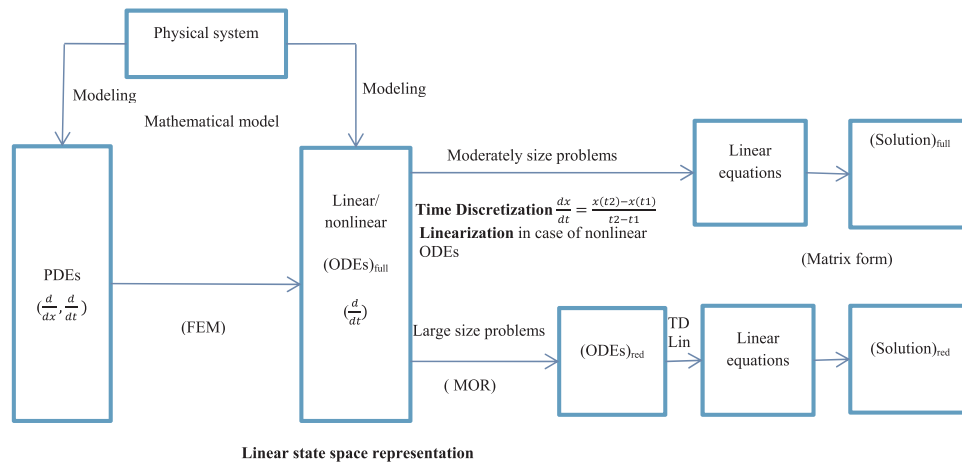 Physical system
Modeling
Modeling
Mathematical model
PDEs
(d/dx, d/dt)
(FEM)
Linear/
nonlinear
(ODEs)full
(d/dt)
Moderately size problems
Time Discretization dx/dt = x(t2)−x(t1)/t2−t1
Linearization in case of nonlinear
ODEs
Linear
equations
(Solution)full
(Matrix form)
Large size problems
( MOR)
(ODEs)red
TD
Lin
Linear
equations
(Solution)red
Linear state space representation